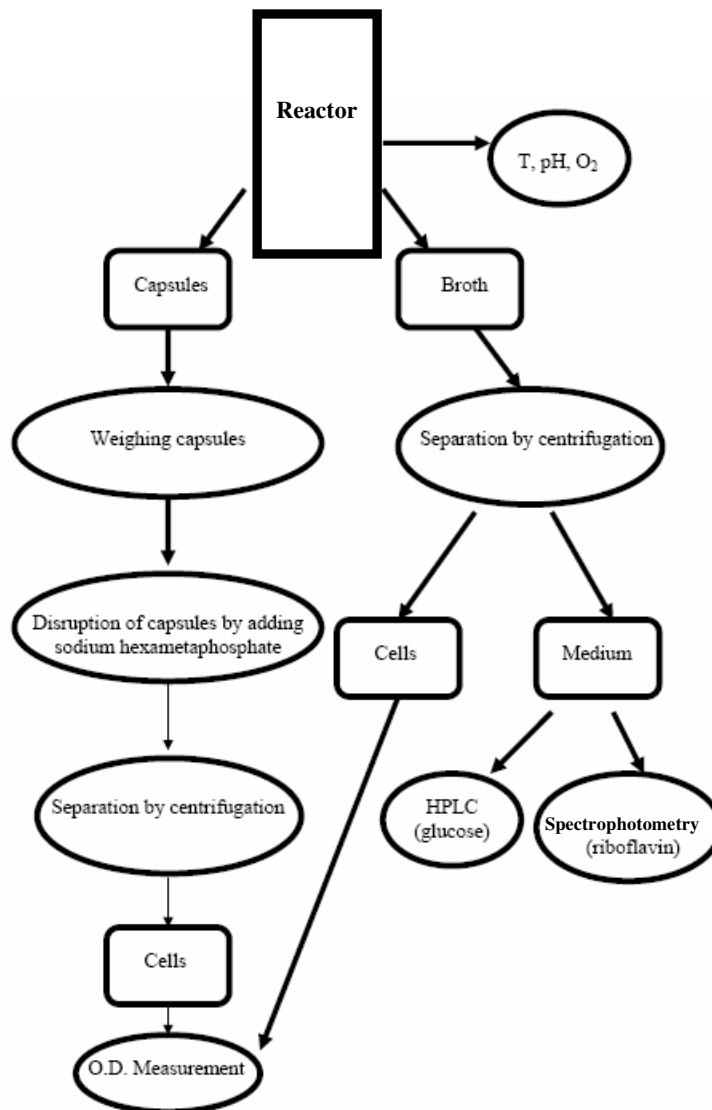 Reactor
T, pH, O₂
Capsules
Broth
Weighing capsules
Separation by centrifugation
Disruption of capsules by adding
sodium hexametaphosphate
Cells
Medium
Separation by centrifugation
HPLC
(glucose)
Spectrophotometry
(riboflavin)
Cells
O.D. Measurement